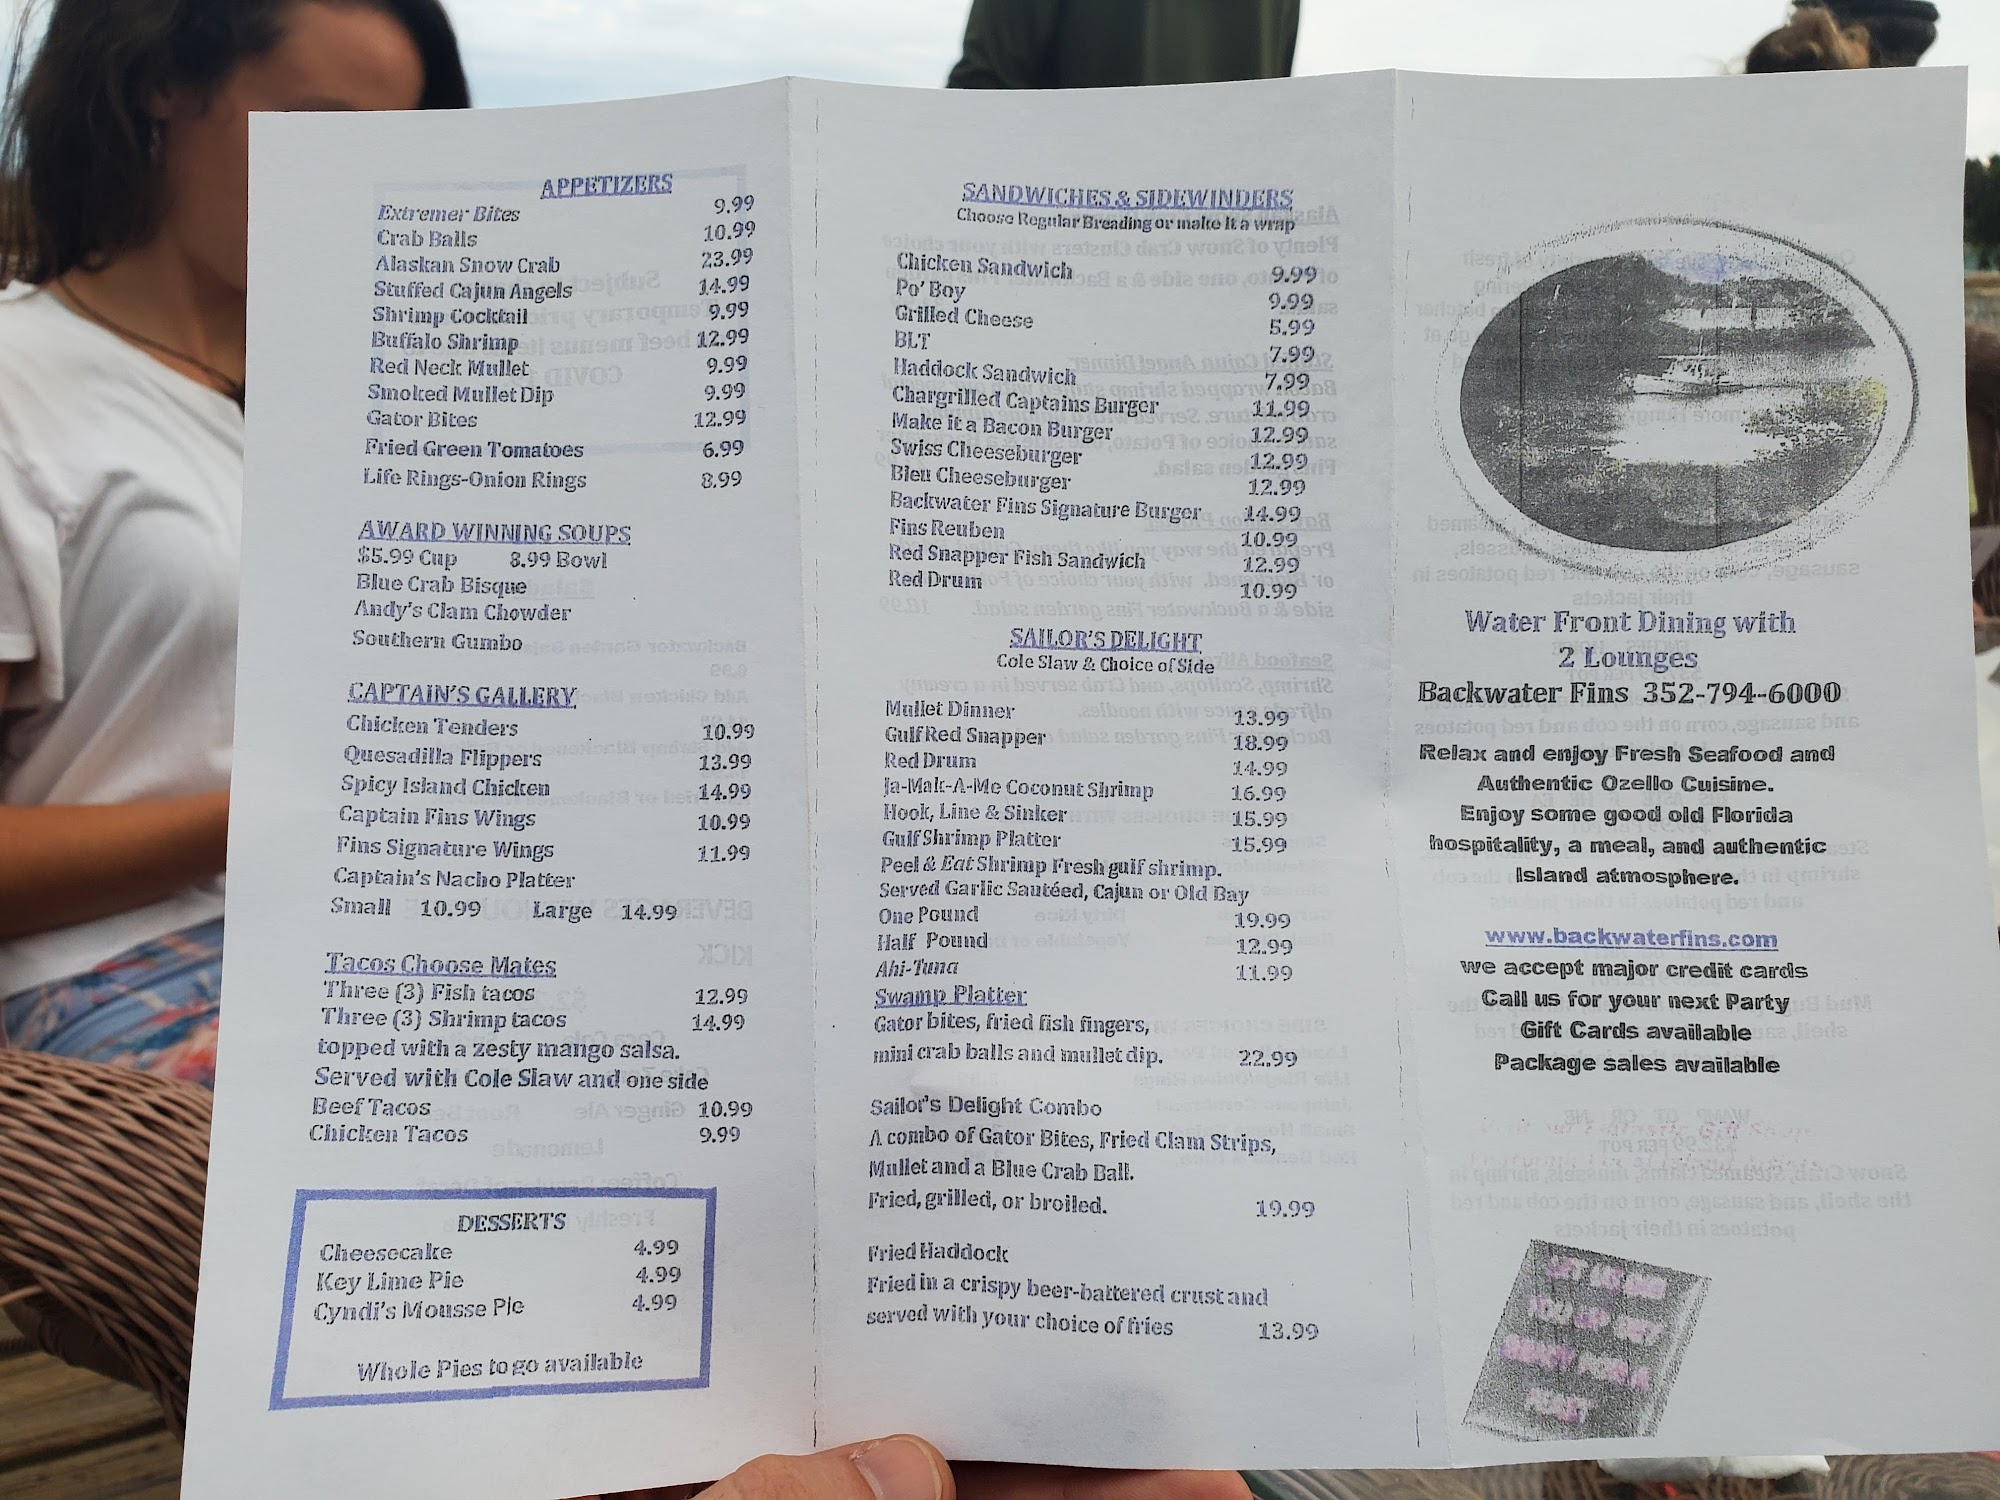 APPETIZERS
Extremer Bites 9.99
Crab Balls 10.99
Alaskan Snow Crab 23.99
Stuffed Cajun Angels 14.99
Shrimp Cocktail 9.99
Buffalo Shrimp 12.99
Red Neck Mullet 9.99
Smoked Mullet Dip 9.99
Gator Bites 12.99
Fried Green Tomatoes 6.99
Life Rings-Onion Rings 8.99
AWARD WINNING SOUPS
$5.99 Cup 8.99 Bowl
Blue Crab Bisque
Andy's Clam Chowder
Southern Gumbo
CAPTAIN'S GALLERY
Chicken Tenders 10.99
Quesadilla Flippers 13.99
Spicy Island Chicken 14.99
Captain Fins Wings 10.99
Fins Signature Wings 11.99
Captain's Nacho Platter
Small 10.99 Large 14.99
Tacos Choose Mates
Three (3) Fish tacos 12.99
Three (3) Shrimp tacos 14.99
topped with a zesty mango salsa.
Served with Cole Slaw and one side
Beef Tacos 10.99
Chicken Tacos 9.99
DESSERTS
Cheesecake 4.99
Key Lime Pie 4.99
Cyndi's Mousse Pie 4.99
Whole Pies to go available
SANDWICHES & SIDEWINDERS
Choose Regular Breading or make it a wrap
Chicken Sandwich 9.99
Po' Boy 9.99
Grilled Cheese 5.99
BLT 7.99
Haddock Sandwich 7.99
Chargrilled Captains Burger 11.99
Make it a Bacon Burger 12.99
Swiss Cheeseburger 12.99
Bleu Cheeseburger 12.99
Backwater Fins Signature Burger 14.99
Fins Reuben 10.99
Red Snapper Fish Sandwich 12.99
Red Drum 10.99
SAILOR'S DELIGHT
Cole Slaw & Choice of Side
Mullet Dinner 13.99
Gulf Red Snapper 18.99
Red Drum 14.99
Ja-Mak-A-Me Coconut Shrimp 16.99
Hook, Line & Sinker 15.99
Gulf Shrimp Platter 15.99
Peel & Eat Shrimp Fresh gulf shrimp.
Served Garlic Sautéed, Cajun or Old Bay
One Pound 19.99
Half Pound 12.99
Ahi-Tuna 11.99
Swamp Platter
Gator bites, fried fish fingers,
mini crab balls and mullet dip. 22.99
Sailor's Delight Combo
A combo of Gator Bites, Fried Clam Strips,
Mullet and a Blue Crab Ball.
Fried, grilled, or broiled. 19.99
Fried Haddock
Fried in a crispy beer-battered crust and
served with your choice of fries 13.99
Water Front Dining with
2 Lounges
Backwater Fins 352-794-6000
Relax and enjoy Fresh Seafood and
Authentic Ozello Cuisine.
Enjoy some good old Florida
hospitality, a meal, and authentic
Island atmosphere.
www.backwaterfins.com
we accept major credit cards
Call us for your next Party
Gift Cards available
Package sales available